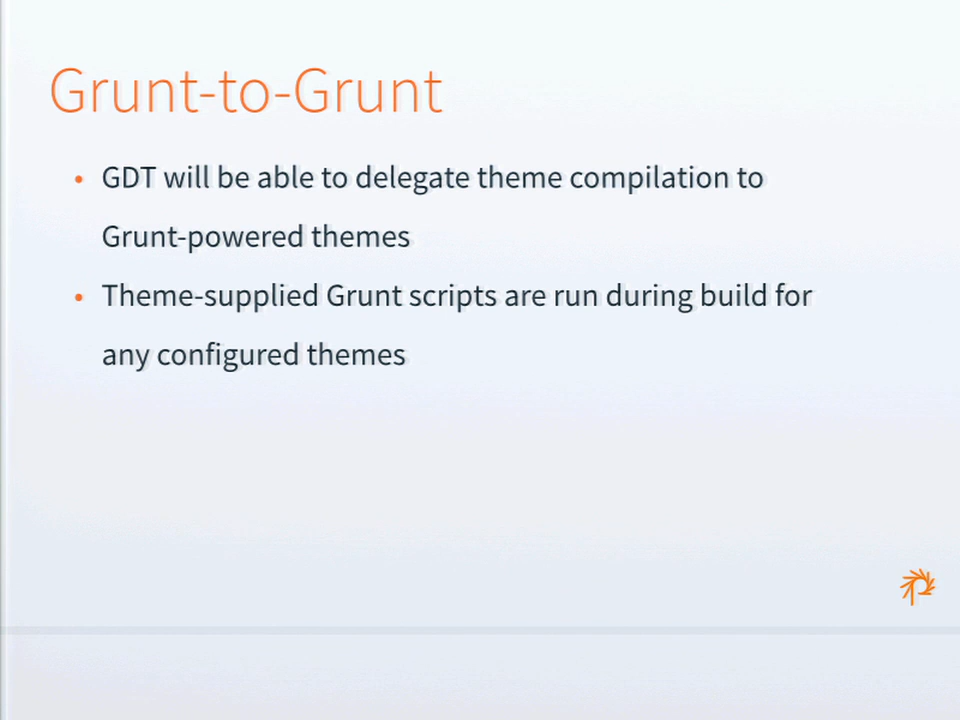 Grunt-to-Grunt
• GDT will be able to delegate theme compilation to
Grunt-powered themes
• Theme-supplied Grunt scripts are run during build for
any configured themes